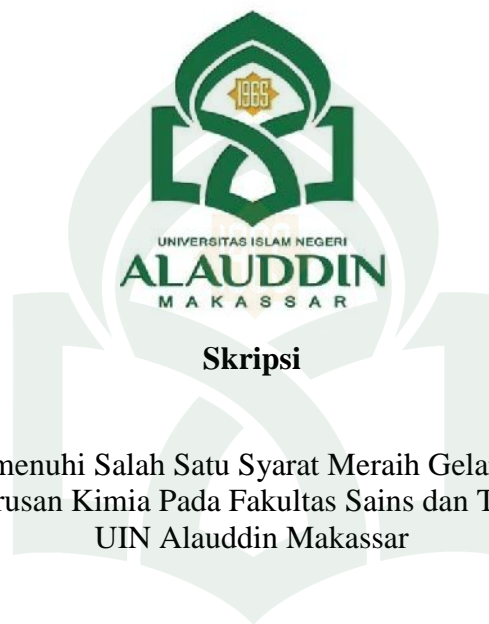 1965
UNIVERSITAS ISLAM NEGERI
ALAUDDIN
MAKASSAR
Skripsi
menuhi Salah Satu Syarat Meraih Gela
rusan Kimia Pada Fakultas Sains dan T
UIN Alauddin Makassar